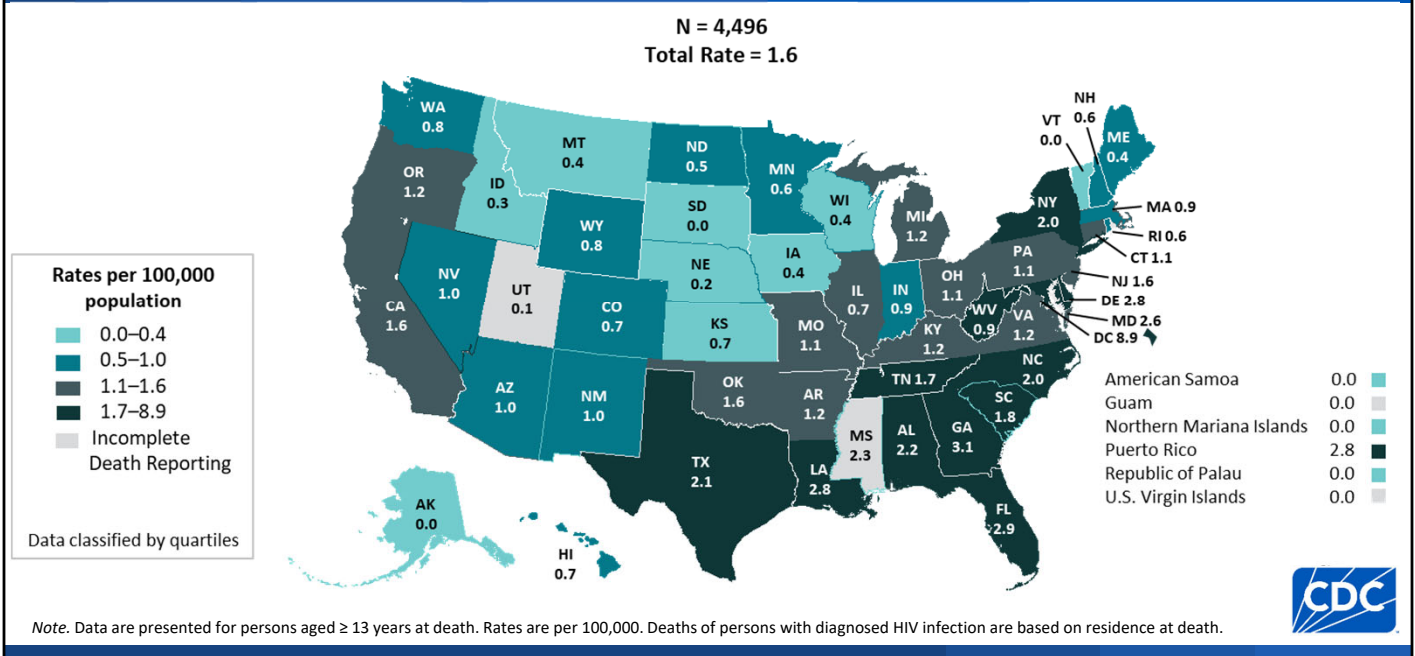 N = 4,496
Total Rate = 1.6
WA
0.8
OR
1.2
CA
1.6
NV
1.0
ID
0.3
MT
0.4
WY
0.8
UT
0.1
AZ
1.0
CO
0.7
NM
1.0
ND
0.5
SD
0.0
NE
0.2
KS
0.7
OK
1.6
TX
2.1
MN
0.6
IA
0.4
MO
1.1
AR
1.2
LA
2.8
WI
0.4
IL
0.7
MI
1.2
IN
0.9
OH
1.1
KY
1.2
TN 1.7
MS
2.3
AL
2.2
GA
3.1
FL
2.9
SC
1.8
NC
2.0
VA
1.2
WV
0.9
PA
1.1
NY
2.0
VT
0.0
NH
0.6
ME
0.4
MA 0.9
RI 0.6
CT 1.1
NJ 1.6
DE 2.8
MD 2.6
DC 8.9
AK
0.0
HI
0.7
Rates per 100,000
population
0.0–0.4
0.5–1.0
1.1–1.6
1.7–8.9
Incomplete
Death Reporting
Data classified by quartiles
American Samoa 0.0
Guam 0.0
Northern Mariana Islands 0.0
Puerto Rico 2.8
Republic of Palau 0.0
U.S. Virgin Islands 0.0
CDC
Note. Data are presented for persons aged ≥ 13 years at death. Rates are per 100,000. Deaths of persons with diagnosed HIV infection are based on residence at death.